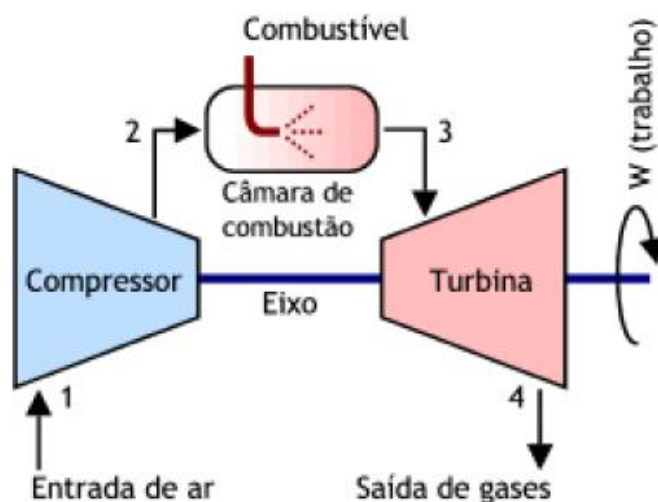 Combustível
2
3
Câmara de
combustão
W (trabalho)
Compressor
Eixo
Turbina
1
4
Entrada de ar
Saída de gases